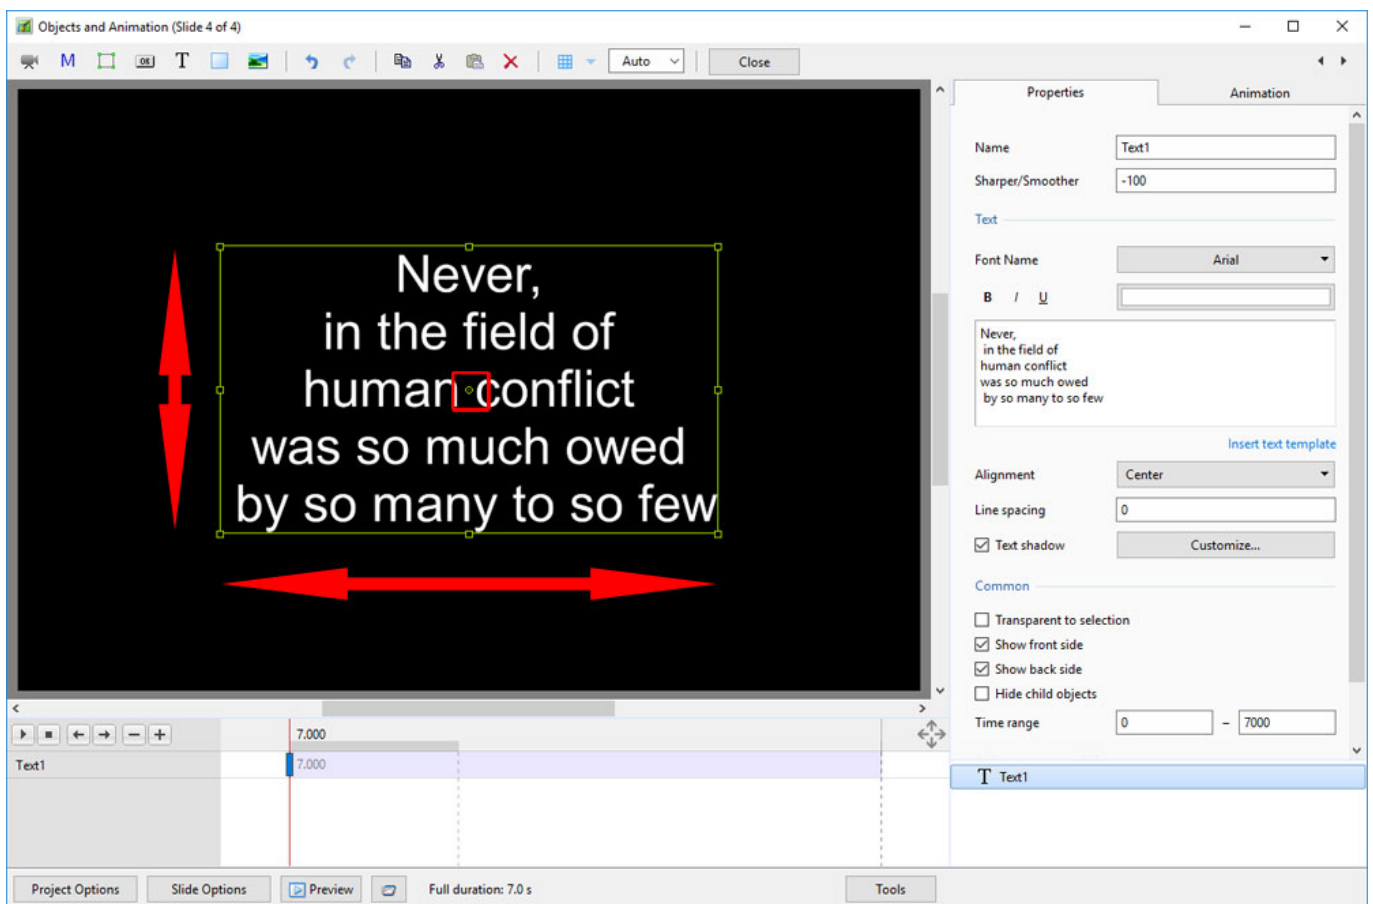 Objects and Animation (Slide 4 of 4)
M OK T Auto Close
Properties Animation
Name Text1
Sharper/Smoother -100
Text
Font Name Arial
B I U
Never,
in the field of
human conflict
was so much owed
by so many to so few
Insert text template
Alignment Center
Line spacing 0
Text shadow Customize...
Common
Transparent to selection
Show front side
Show back side
Hide child objects
Time range 0 – 7000
T Text1
Never,
in the field of
human conflict
was so much owed
by so many to so few
7.000
Text1 7.000
Project Options Slide Options Preview Full duration: 7.0 s Tools